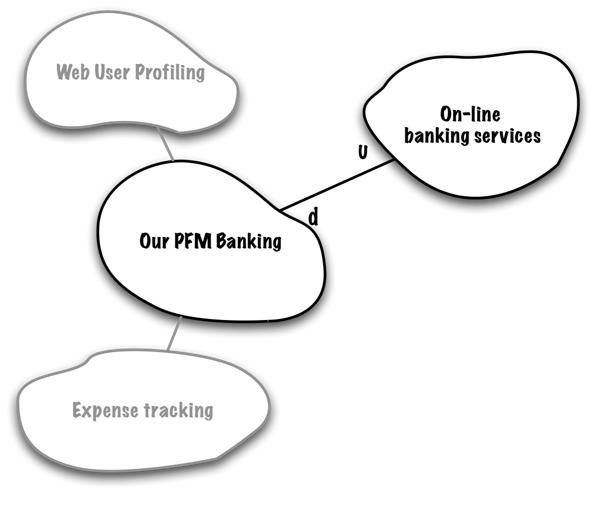 Web User Profiling
On-line
banking services
U
d
Our PFM Banking
Expense tracking